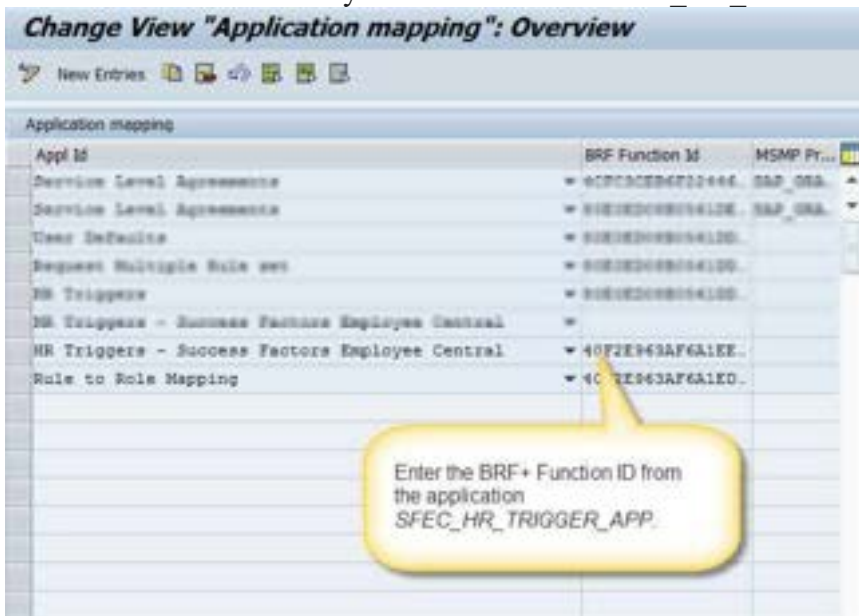 Change View "Application mapping": Overview
New Entries
Application mapping
Appl Id BRF Function Id MSMP Pr...
Service Level Agreements
Service Level Agreements
User Defaults
Request Multiple Rule set
HR Triggers
HR Triggers - Success Factors Employee Central
HR Triggers - Success Factors Employee Central 40F2E963AF6A1EE.
Rule to Role Mapping
Enter the BRF+ Function ID from
the application
SFEC_HR_TRIGGER_APP.